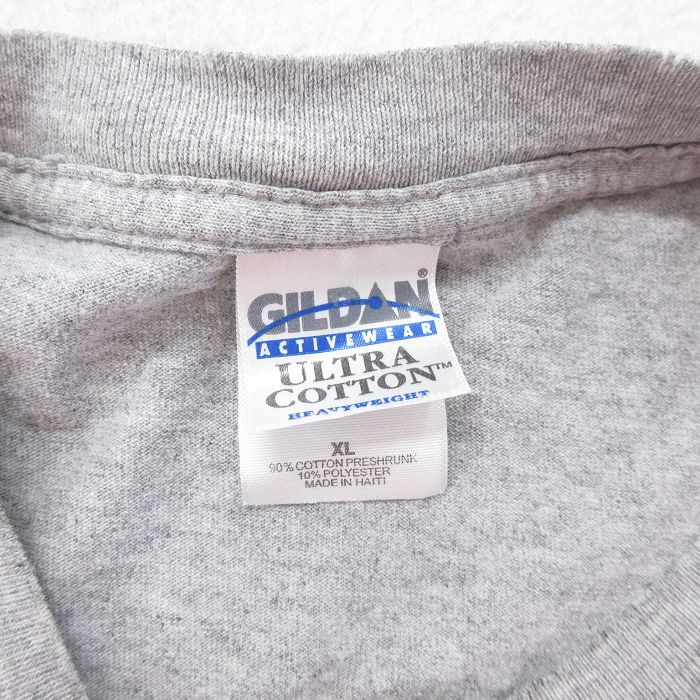 GILDAN®
ACTIVEWEAR
ULTRA
COTTON™
HEAVYWEIGHT
XL
90% COTTON PRESHRUNK
10% POLYESTER
MADE IN HAITI